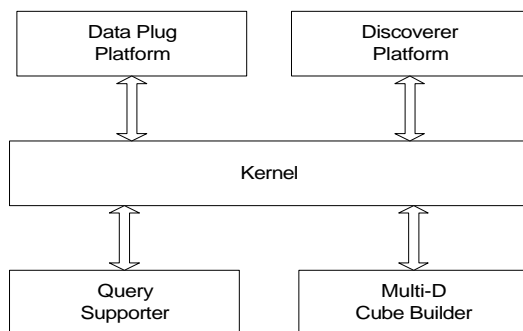 Data Plug
Platform
Discoverer
Platform
Kernel
Query
Supporter
Multi-D
Cube Builder